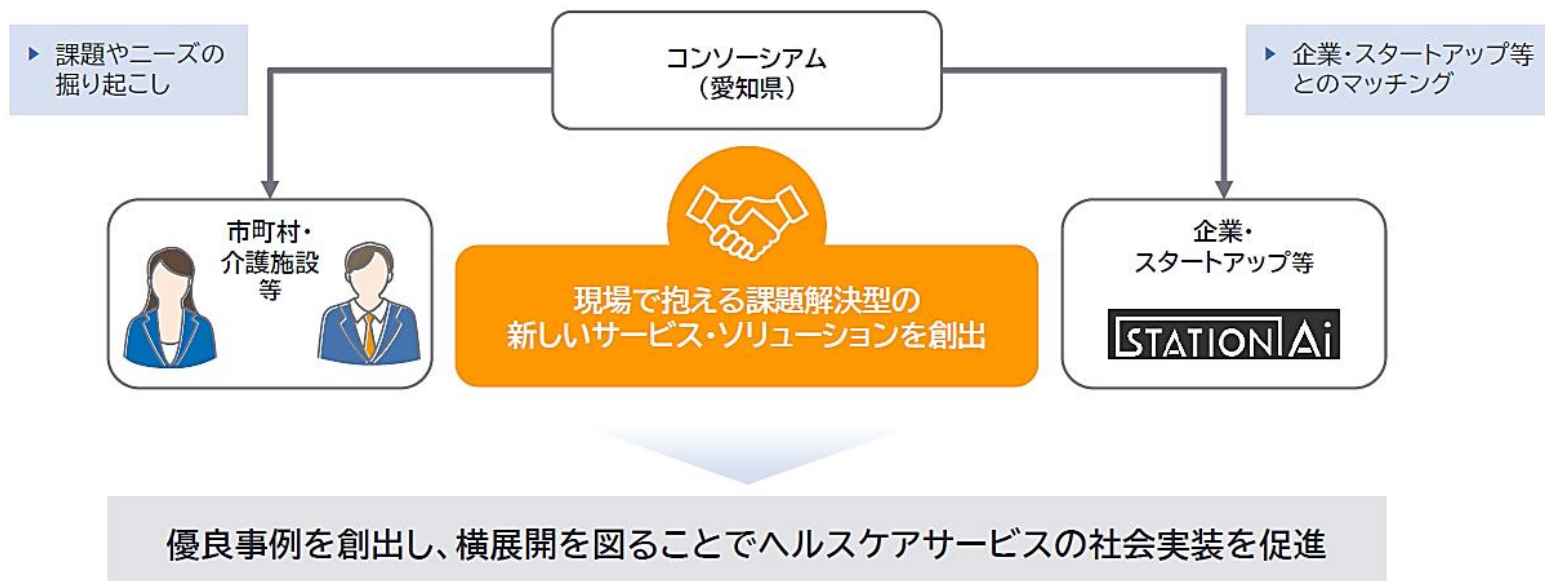 ▶ 課題やニーズの
掘り起こし
コンソーシアム
（愛知県）
▶ 企業・スタートアップ等
とのマッチング
市町村・
介護施設
等
現場で抱える課題解決型の
新しいサービス・ソリューションを創出
企業・
スタートアップ等
STATION Ai
優良事例を創出し、横展開を図ることでヘルスケアサービスの社会実装を促進